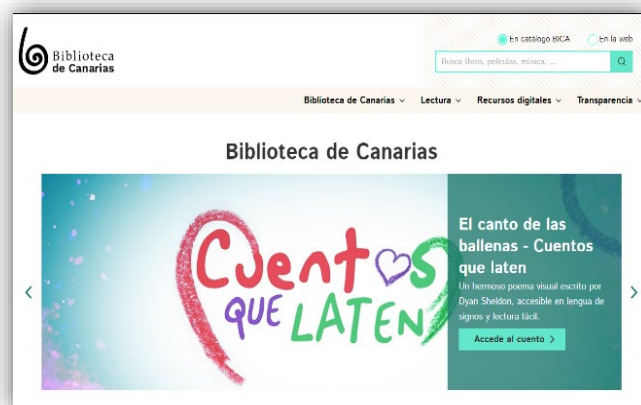 Biblioteca
de Canarias
En catálogo BICA
En la web
Busca libros, películas, música, ...
Biblioteca de Canarias
Lectura
Recursos digitales
Transparencia
Biblioteca de Canarias
Cuentos
QUE LATEN
El canto de las
ballenas - Cuentos
que laten
Un hermoso poema visual escrito por
Dyan Sheldon, accesible en lengua de
signos y lectura fácil.
Accede al cuento